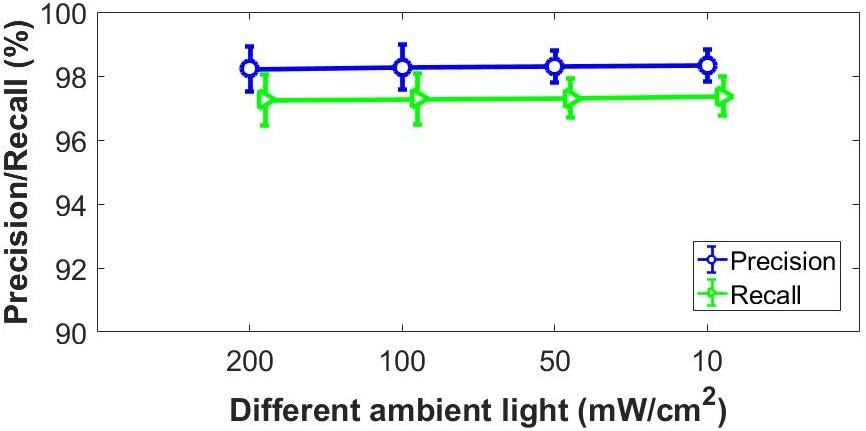 Precision/Recall (%)
100
98
96
94
92
90
Precision
Recall
200 100 50 10
Different ambient light (mW/cm²)